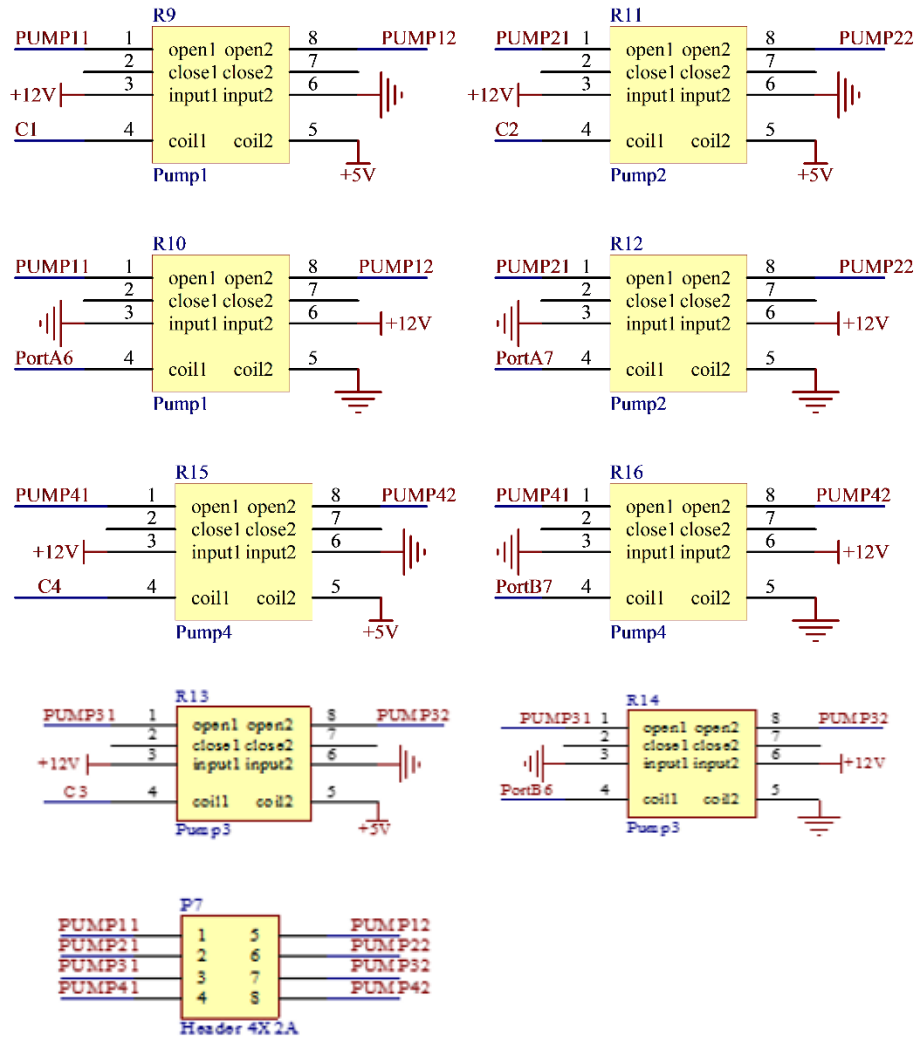 R9
PUMP11 1 open1 open2 8 PUMP12
2 close1 close2 7
+12V 3 input1 input2 6
C1 4 coil1 coil2 5
+5V
Pump1
R11
PUMP21 1 open1 open2 8 PUMP22
2 close1 close2 7
+12V 3 input1 input2 6
C2 4 coil1 coil2 5
+5V
Pump2
R10
PUMP11 1 open1 open2 8 PUMP12
2 close1 close2 7
3 input1 input2 6 +12V
PortA6 4 coil1 coil2 5
Pump1
R12
PUMP21 1 open1 open2 8 PUMP22
2 close1 close2 7
3 input1 input2 6 +12V
PortA7 4 coil1 coil2 5
Pump2
R15
PUMP41 1 open1 open2 8 PUMP42
2 close1 close2 7
+12V 3 input1 input2 6
C4 4 coil1 coil2 5
+5V
Pump4
R16
PUMP41 1 open1 open2 8 PUMP42
2 close1 close2 7
3 input1 input2 6 +12V
PortB7 4 coil1 coil2 5
Pump4
R13
PUMP31 1 open1 open2 8 PUMP32
2 close1 close2 7
+12V 3 input1 input2 6
C3 4 coil1 coil2 5
+5V
Pump3
R14
PUMP31 1 open1 open2 8 PUMP32
2 close1 close2 7
3 input1 input2 6 +12V
PortB6 4 coil1 coil2 5
Pump3
P7
PUMP11 1 5 PUMP12
PUMP21 2 6 PUMP22
PUMP31 3 7 PUMP32
PUMP41 4 8 PUMP42
Header 4X2A